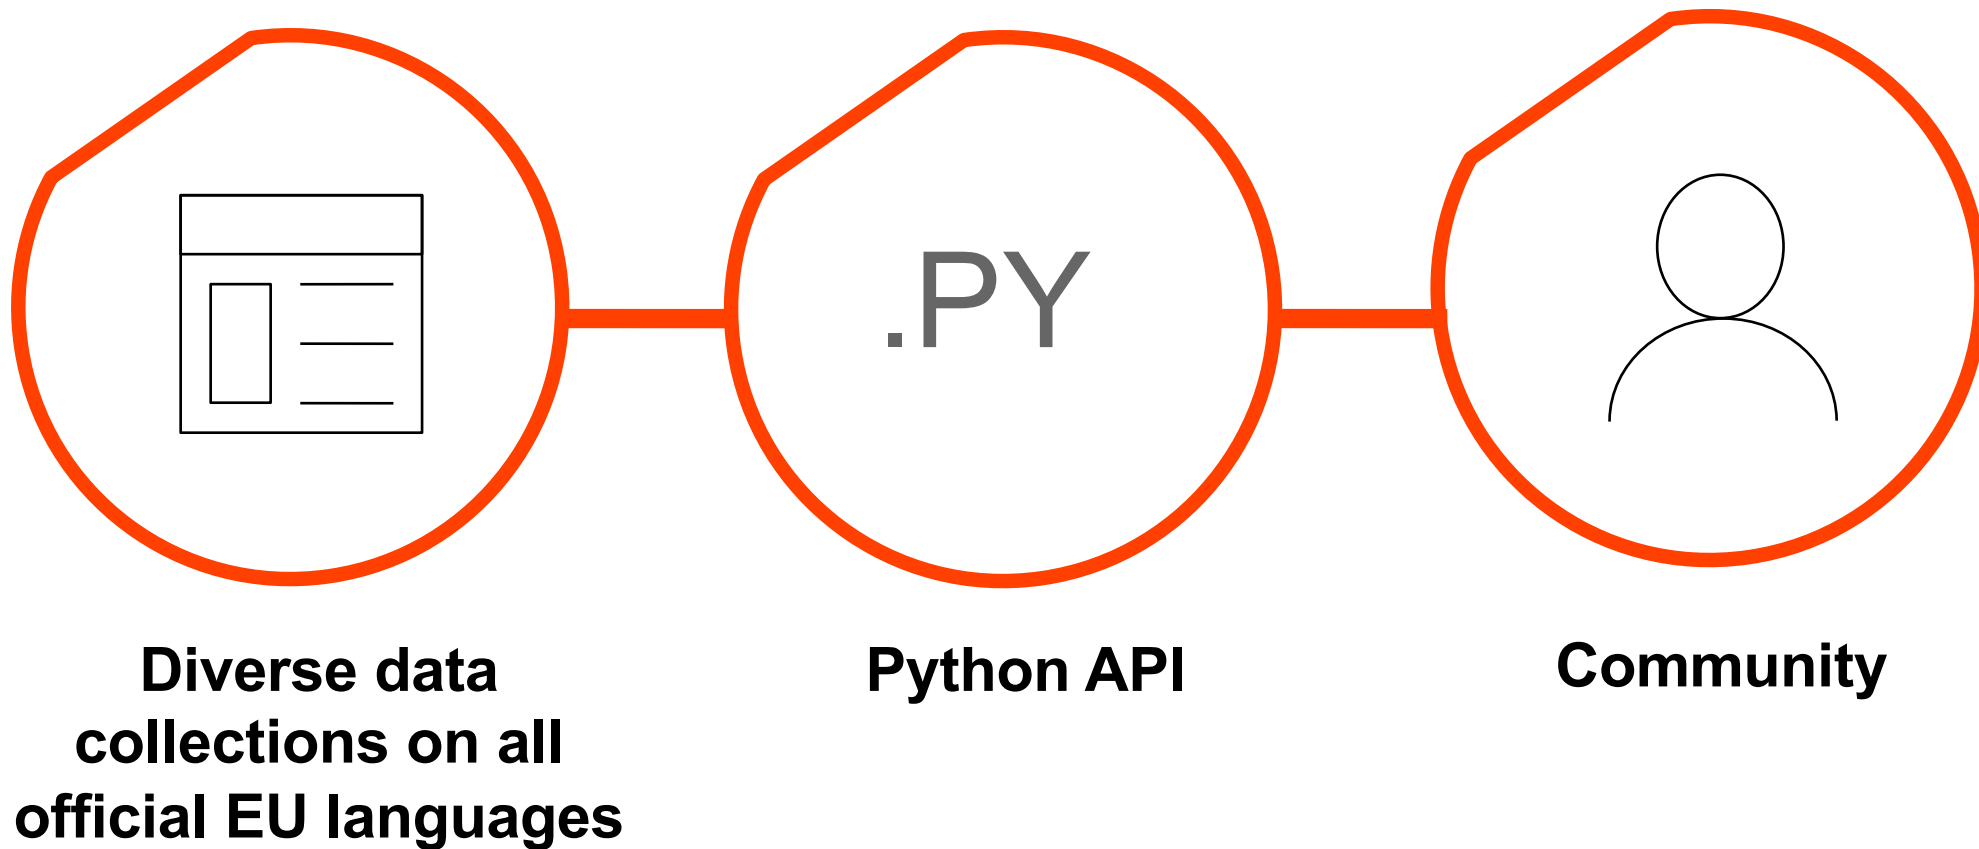 .PY
Diverse data
collections on all
official EU languages
Python API
Community